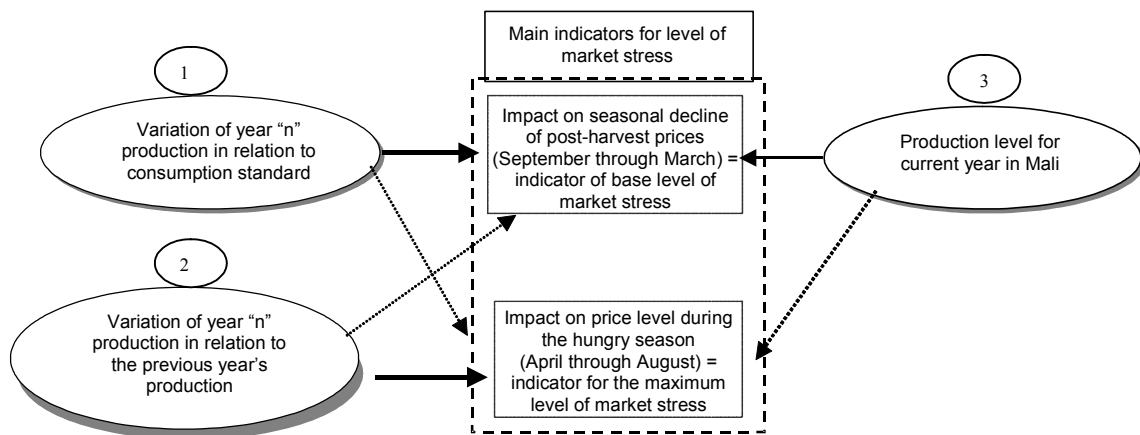 Main indicators for level of
market stress
1
Variation of year “n”
production in relation to
consumption standard
Impact on seasonal decline
of post-harvest prices
(September through March) =
indicator of base level of
market stress
3
Production level for
current year in Mali
2
Variation of year “n”
production in relation to
the previous year’s
production
Impact on price level during
the hungry season
(April through August) =
indicator for the maximum
level of market stress